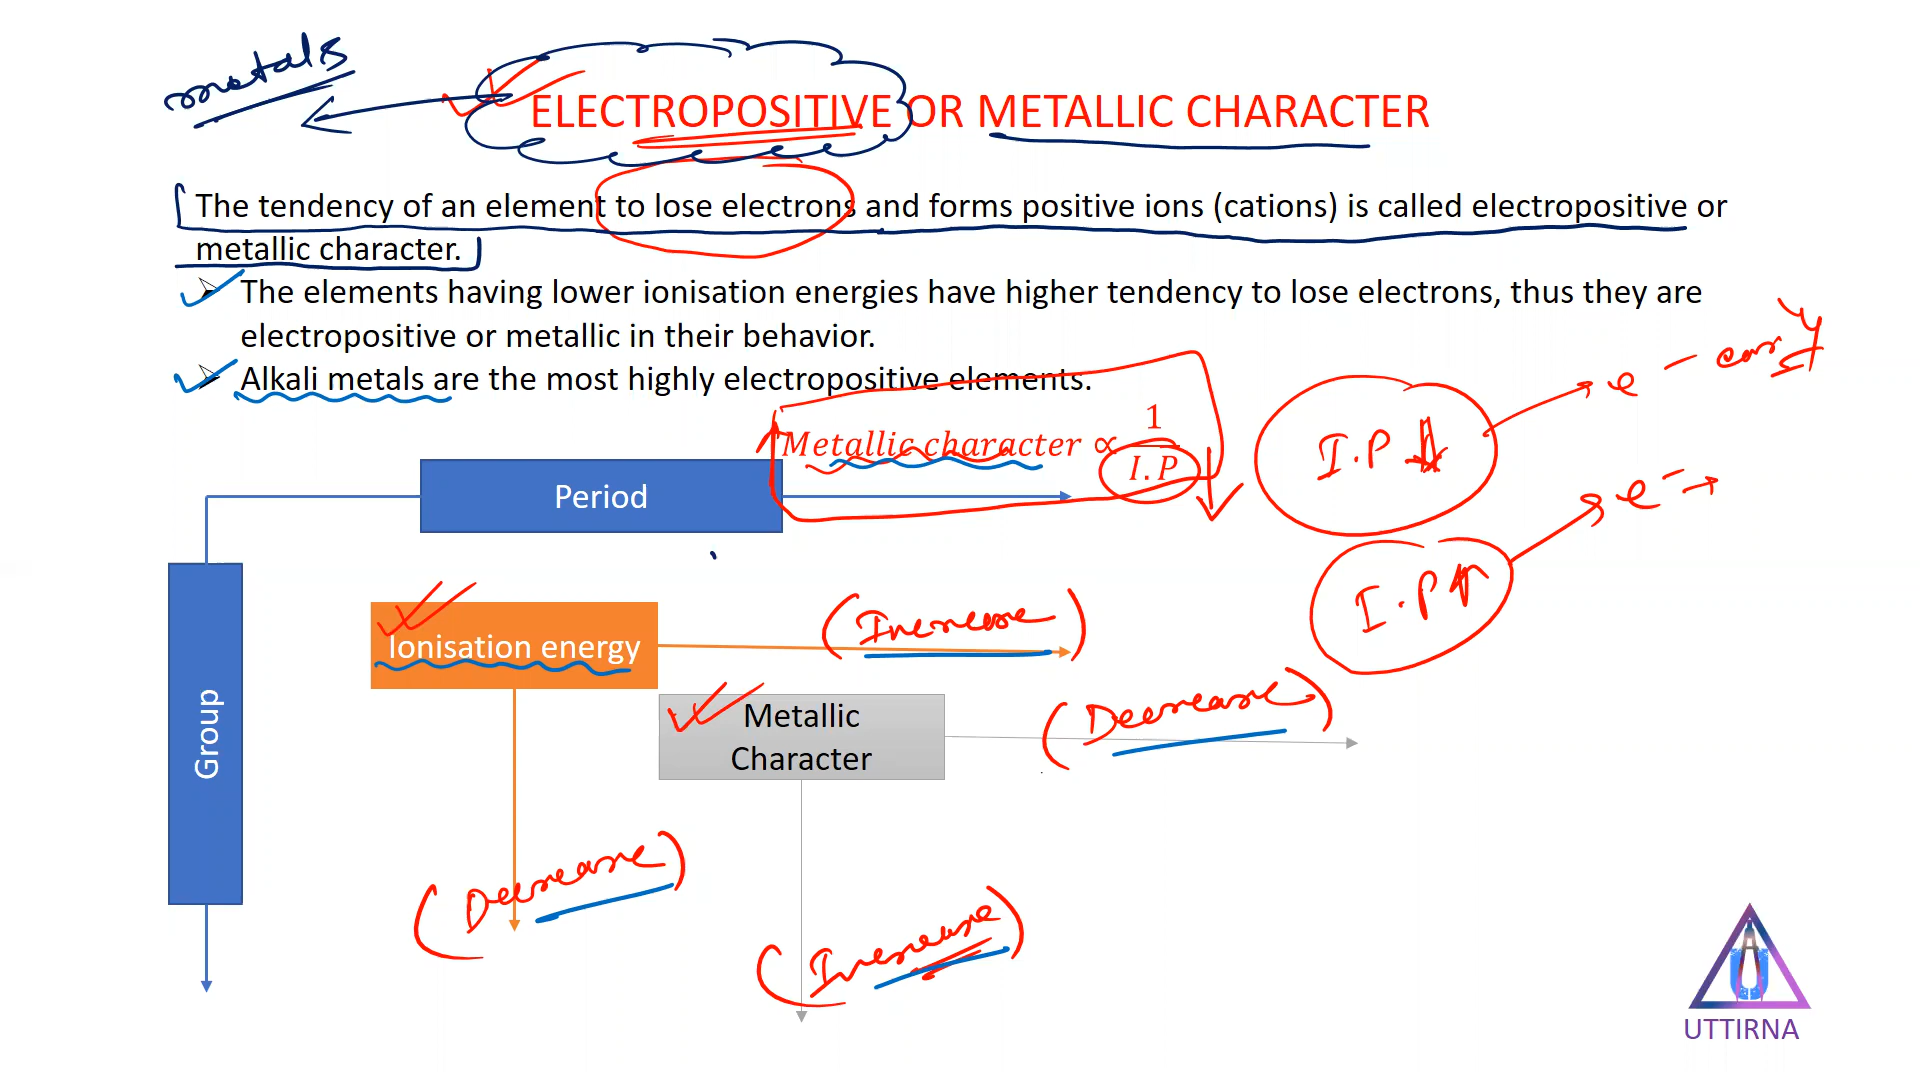 metals
ELECTROPOSITIVE OR METALLIC CHARACTER
The tendency of an element to lose electrons and forms positive ions (cations) is called electropositive or
metallic character.
The elements having lower ionisation energies have higher tendency to lose electrons, thus they are
electropositive or metallic in their behavior.
Alkali metals are the most highly electropositive elements.
Metallic character ∝ 1/I.P
I.P ↓ → e⁻ easy
I.P ↑ → e⁻ →
Period
Group
Ionisation energy
(Increase)
Metallic
Character
(Decrease)
(Decrease)
(Increase)
UTTIRNA